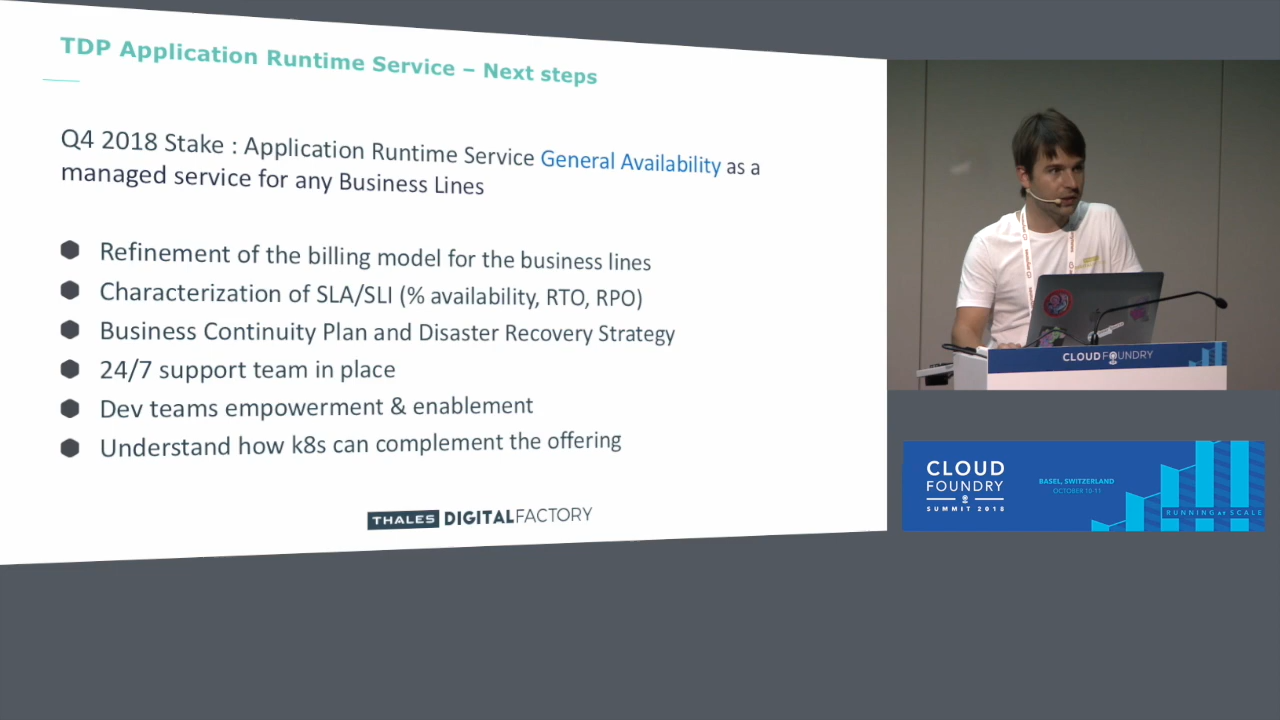 TDP Application Runtime Service – Next steps
Q4 2018 Stake : Application Runtime Service General Availability as a
managed service for any Business Lines
Refinement of the billing model for the business lines
Characterization of SLA/SLI (% availability, RTO, RPO)
Business Continuity Plan and Disaster Recovery Strategy
24/7 support team in place
Dev teams empowerment & enablement
Understand how k8s can complement the offering
THALES DIGITALFACTORY
CLOUD FOUNDRY
CLOUD
FOUNDRY
SUMMIT 2018
BASEL, SWITZERLAND
OCTOBER 10-11
RUNNING at SCALE